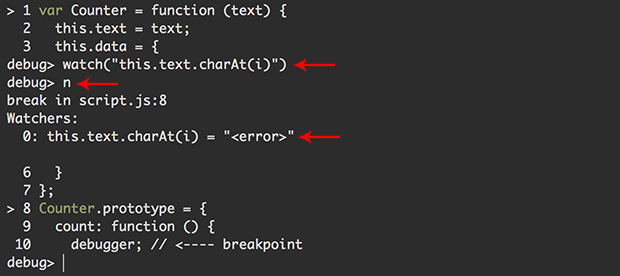 > 1 var Counter = function (text) {
  2   this.text = text;
  3   this.data = {
debug> watch("this.text.charAt(i)")
debug> n
break in script.js:8
Watchers:
  0: this.text.charAt(i) = "<error>"
  6   }
  7 };
> 8 Counter.prototype = {
  9   count: function () {
 10     debugger; // <---- breakpoint
debug>